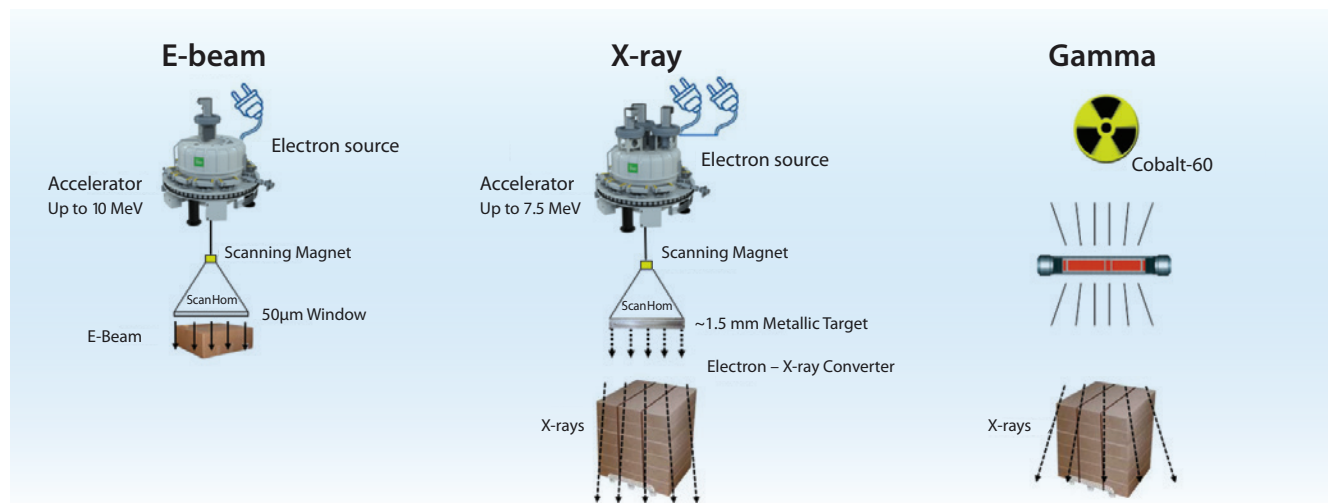 E-beam
Electron source
Accelerator
Up to 10 MeV
Scanning Magnet
ScanHom
50µm Window
E-Beam
X-ray
Electron source
Accelerator
Up to 7.5 MeV
Scanning Magnet
ScanHom
~1.5 mm Metallic Target
Electron – X-ray Converter
X-rays
Gamma
Cobalt-60
X-rays